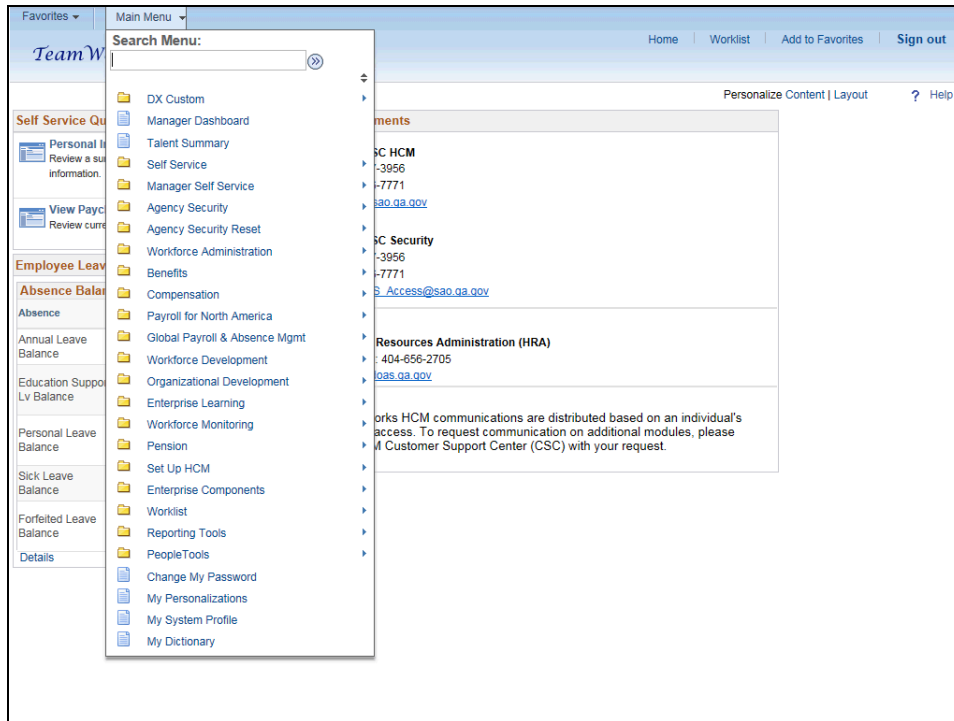 Favorites
Main Menu
TeamW
Search Menu:
Home
Worklist
Add to Favorites
Sign out
Personalize Content | Layout
? Help
DX Custom
Manager Dashboard
Talent Summary
Self Service
Manager Self Service
Agency Security
Agency Security Reset
Workforce Administration
Benefits
Compensation
Payroll for North America
Global Payroll & Absence Mgmt
Workforce Development
Organizational Development
Enterprise Learning
Workforce Monitoring
Pension
Set Up HCM
Enterprise Components
Worklist
Reporting Tools
PeopleTools
Change My Password
My Personalizations
My System Profile
My Dictionary
Self Service Qu
Personal I
Review a su
information.
View Payc
Review curre
Employee Leav
Absence Balan
Absence
Annual Leave
Balance
Education Suppor
Lv Balance
Personal Leave
Balance
Sick Leave
Balance
Forfeited Leave
Balance
Details
ments
SC HCM
-3956
-7771
sao.ga.gov
SC Security
-3956
-7771
S_Access@sao.ga.gov
Resources Administration (HRA)
: 404-656-2705
doas.ga.gov
orks HCM communications are distributed based on an individual's
access. To request communication on additional modules, please
M Customer Support Center (CSC) with your request.